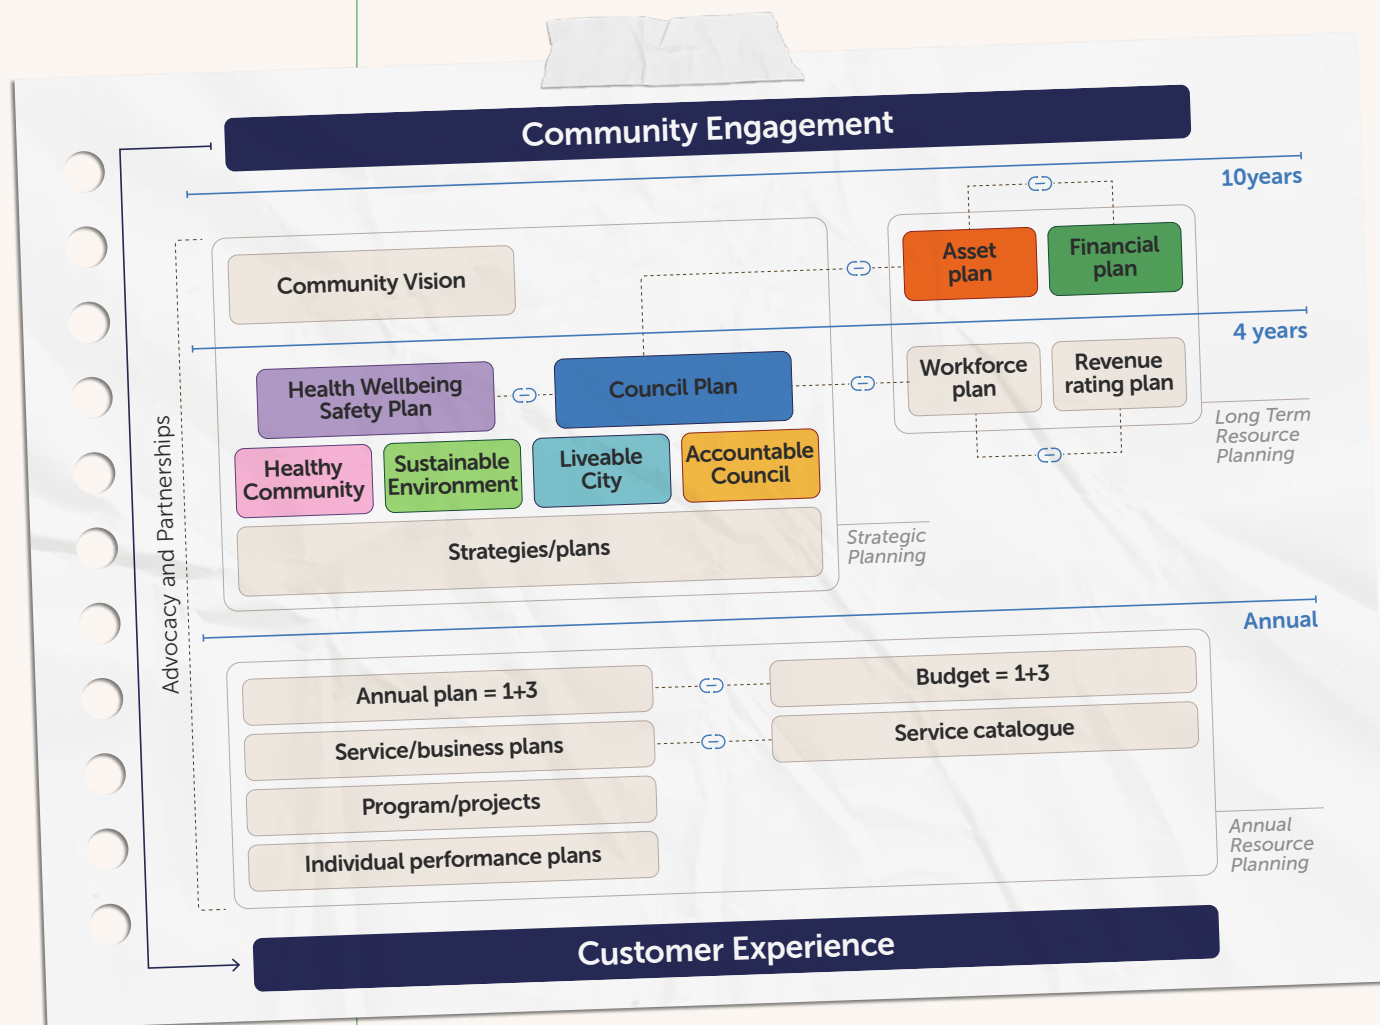 Community Engagement
10years
Community Vision
Asset
plan
Financial
plan
4 years
Health Wellbeing
Safety Plan
Council Plan
Workforce
plan
Revenue
rating plan
Long Term
Resource
Planning
Healthy
Community
Sustainable
Environment
Liveable
City
Accountable
Council
Strategies/plans
Strategic
Planning
Advocacy and Partnerships
Annual
Annual plan = 1+3
Budget = 1+3
Service/business plans
Service catalogue
Program/projects
Individual performance plans
Annual
Resource
Planning
Customer Experience